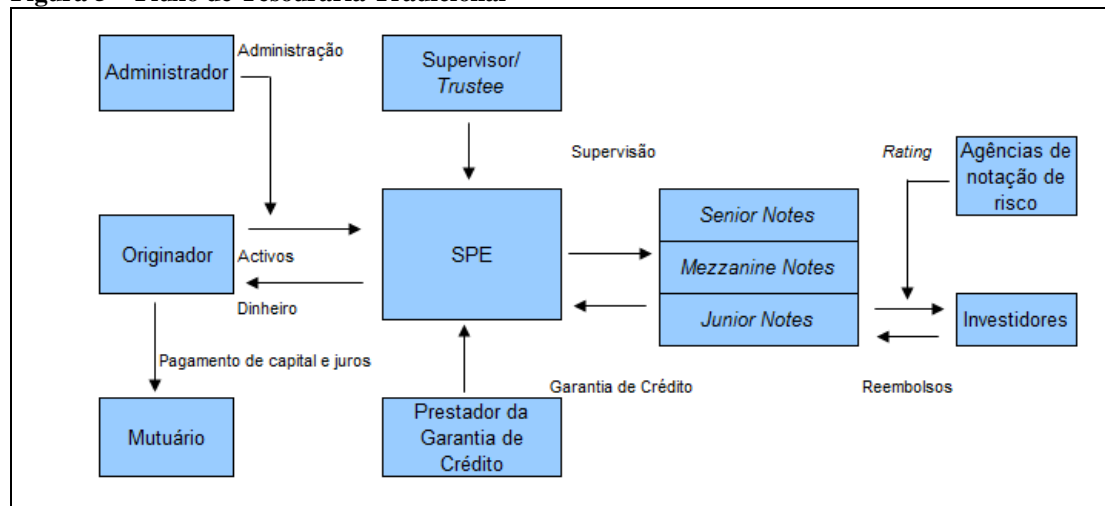 Figura – de Tesouraria Tradicional
Administração
Administrador
Supervisor/
Trustee
Supervisão
Rating
Agências de
notação de
risco
Originador
Activos
Dinheiro
SPE
Senior Notes
Mezzanine Notes
Junior Notes
Investidores
Pagamento de capital e juros
Garantia de Crédito
Reembolsos
Mutuário
Prestador da
Garantia de
Crédito